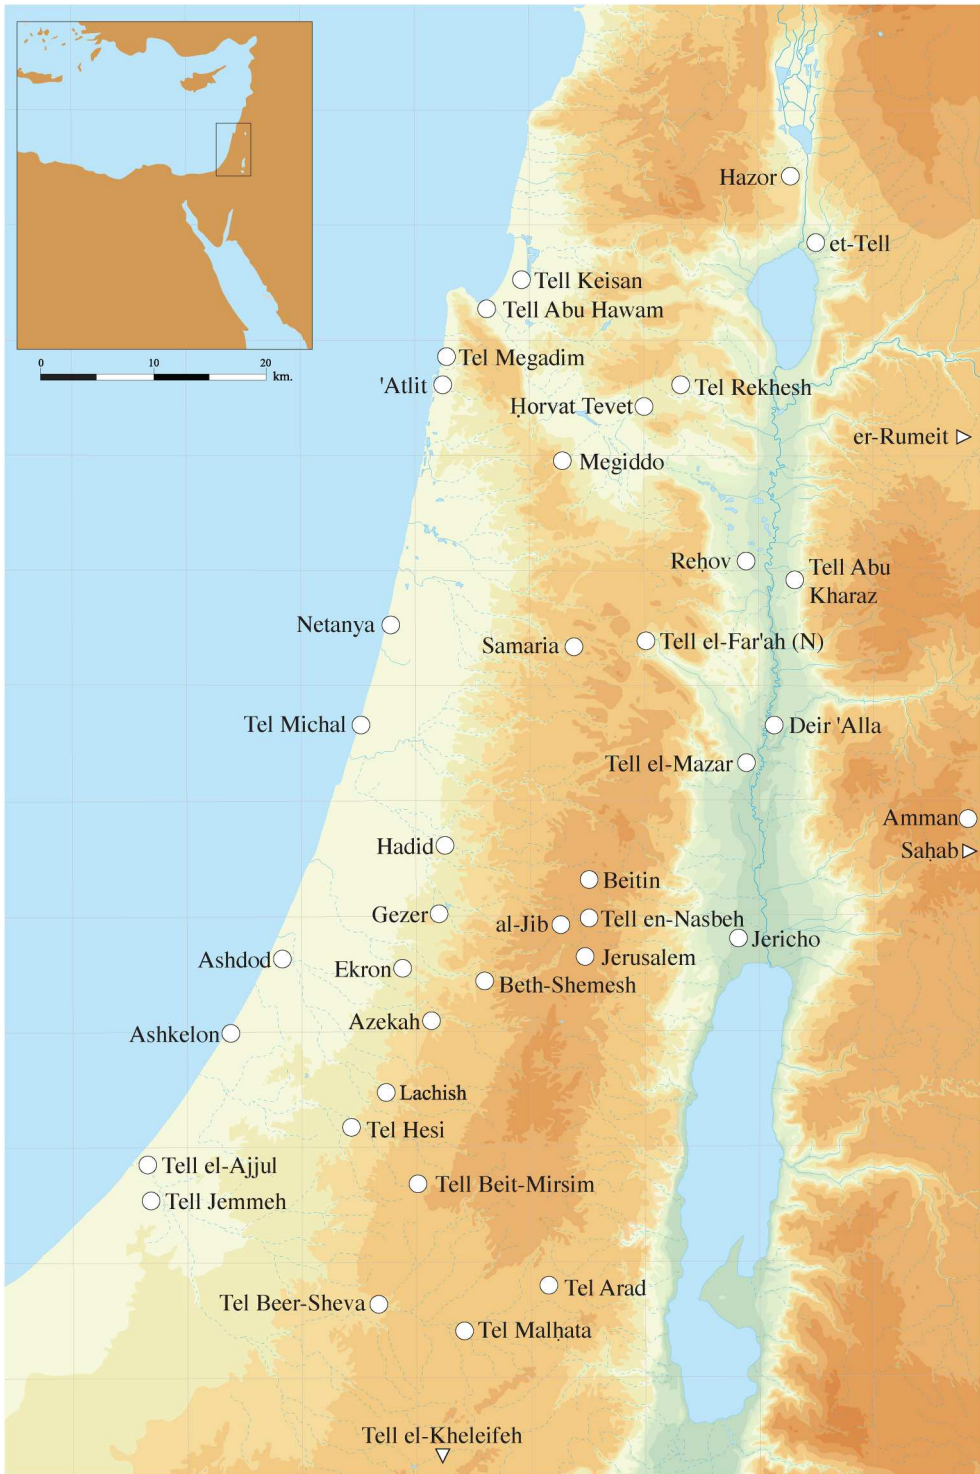 Hazor
et-Tell
0 10 20
km.
Tell Keisan
Tell Abu Hawam
Tel Megadim
'Atlit
Tel Rekhesh
Ḥorvat Tevet
er-Rumeit
Megiddo
Reḥov
Tell Abu
Kharaz
Netanya
Samaria
Tell el-Far'ah (N)
Tel Michal
Deir 'Alla
Tell el-Mazar
Amman
Hadid
Saḥab
Beitin
Gezer
Tell en-Nasbeh
al-Jib
Jericho
Ashdod
Jerusalem
Ekron
Beth-Shemesh
Azekah
Ashkelon
Lachish
Tel Hesi
Tell el-Ajjul
Tell Beit-Mirsim
Tell Jemmeh
Tel Arad
Tel Beer-Sheva
Tel Malḥata
Tell el-Kheleifeh